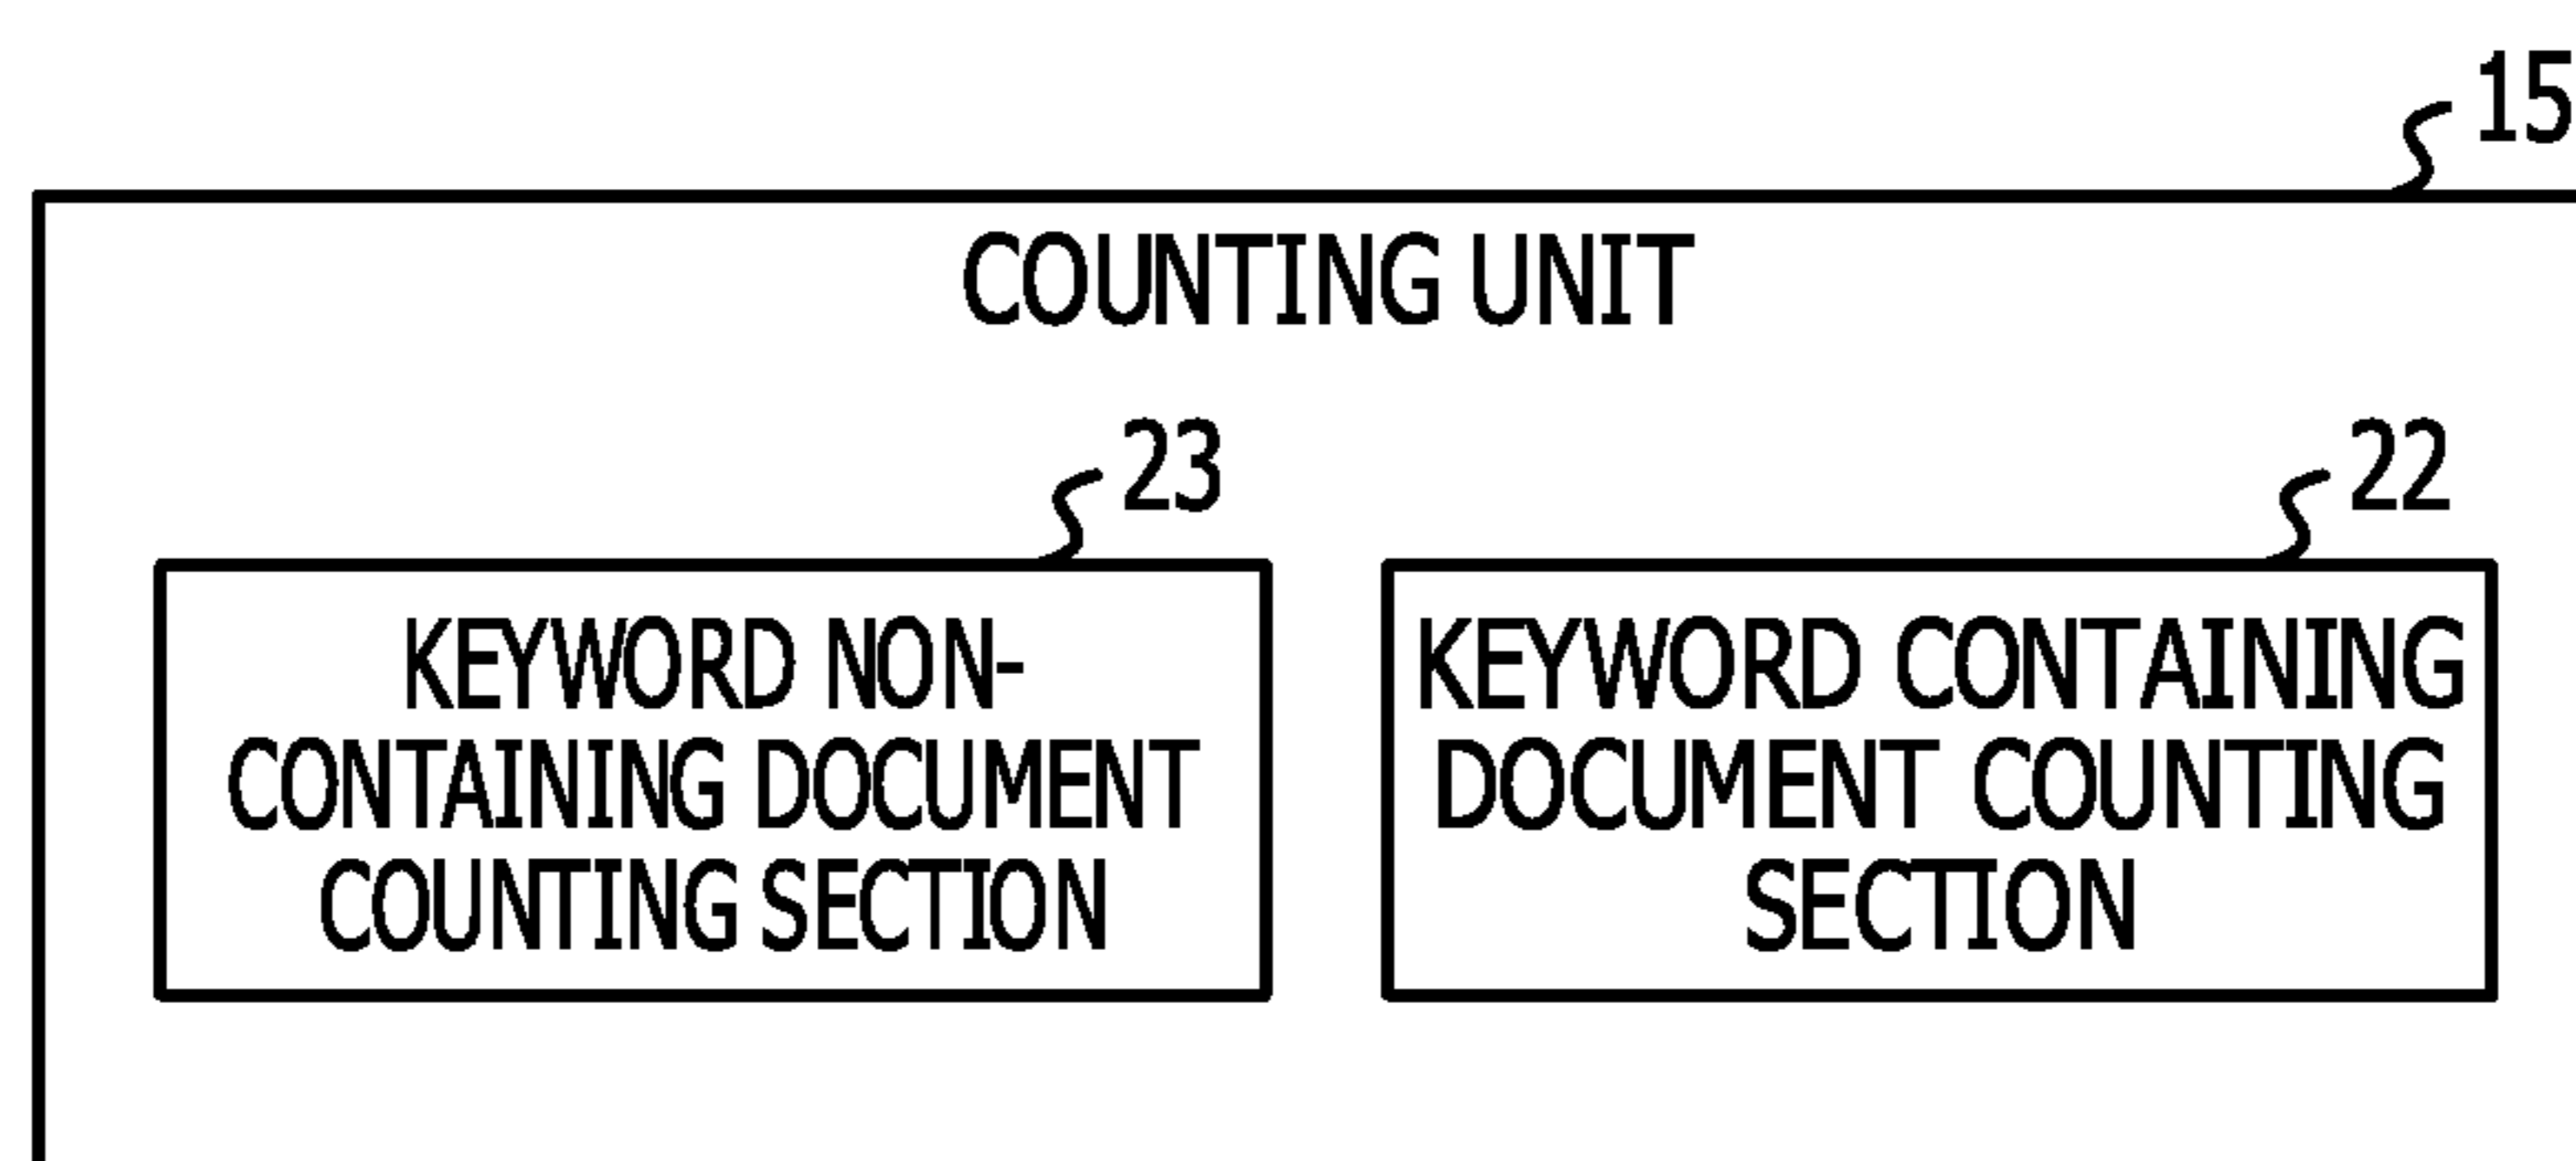 15
COUNTING UNIT
23
22
KEYWORD NON-
CONTAINING DOCUMENT
COUNTING SECTION
KEYWORD CONTAINING
DOCUMENT COUNTING
SECTION